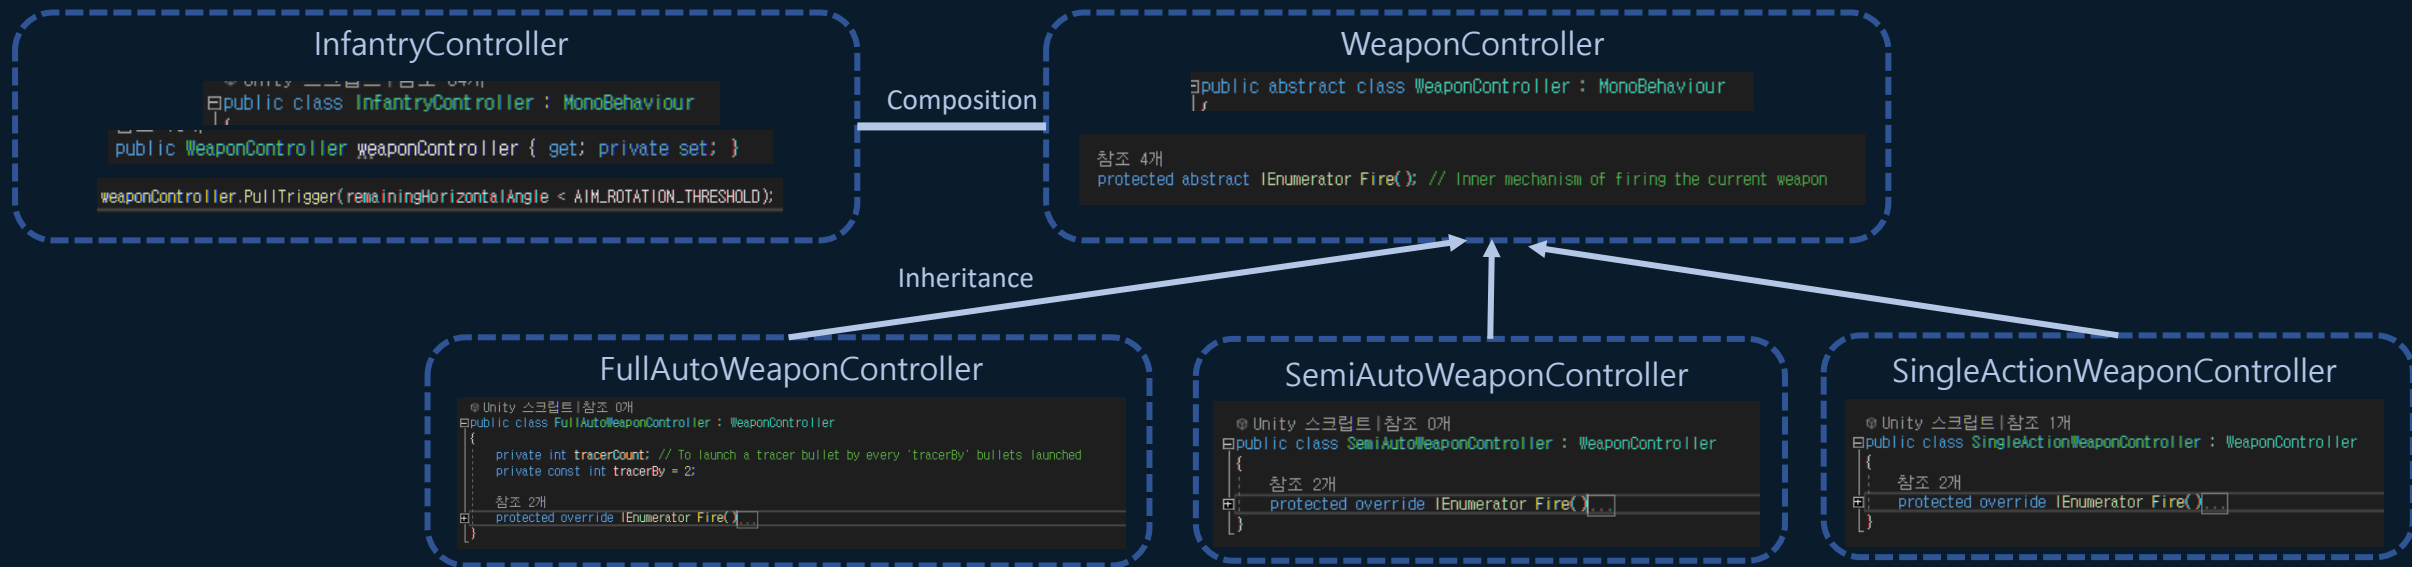 InfantryController
public class InfantryController : MonoBehaviour
{
public WeaponController weaponController { get; private set; }
weaponController.PullTrigger(remainingHorizontalAngle < AIM_ROTATION_THRESHOLD);
Composition
WeaponController
public abstract class WeaponController : MonoBehaviour
{
참조 4개
protected abstract IEnumerator Fire(); // Inner mechanism of firing the current weapon
Inheritance
FullAutoWeaponController
Unity 스크립트|참조 0개
public class FullAutoWeaponController : WeaponController
{
private int tracerCount; // To launch a tracer bullet by every 'tracerBy' bullets launched
private const int tracerBy = 2;
참조 2개
protected override IEnumerator Fire()...
}
SemiAutoWeaponController
Unity 스크립트|참조 0개
public class SemiAutoWeaponController : WeaponController
{
참조 2개
protected override IEnumerator Fire()...
}
SingleActionWeaponController
Unity 스크립트|참조 1개
public class SingleActionWeaponController : WeaponController
{
참조 2개
protected override IEnumerator Fire()...
}